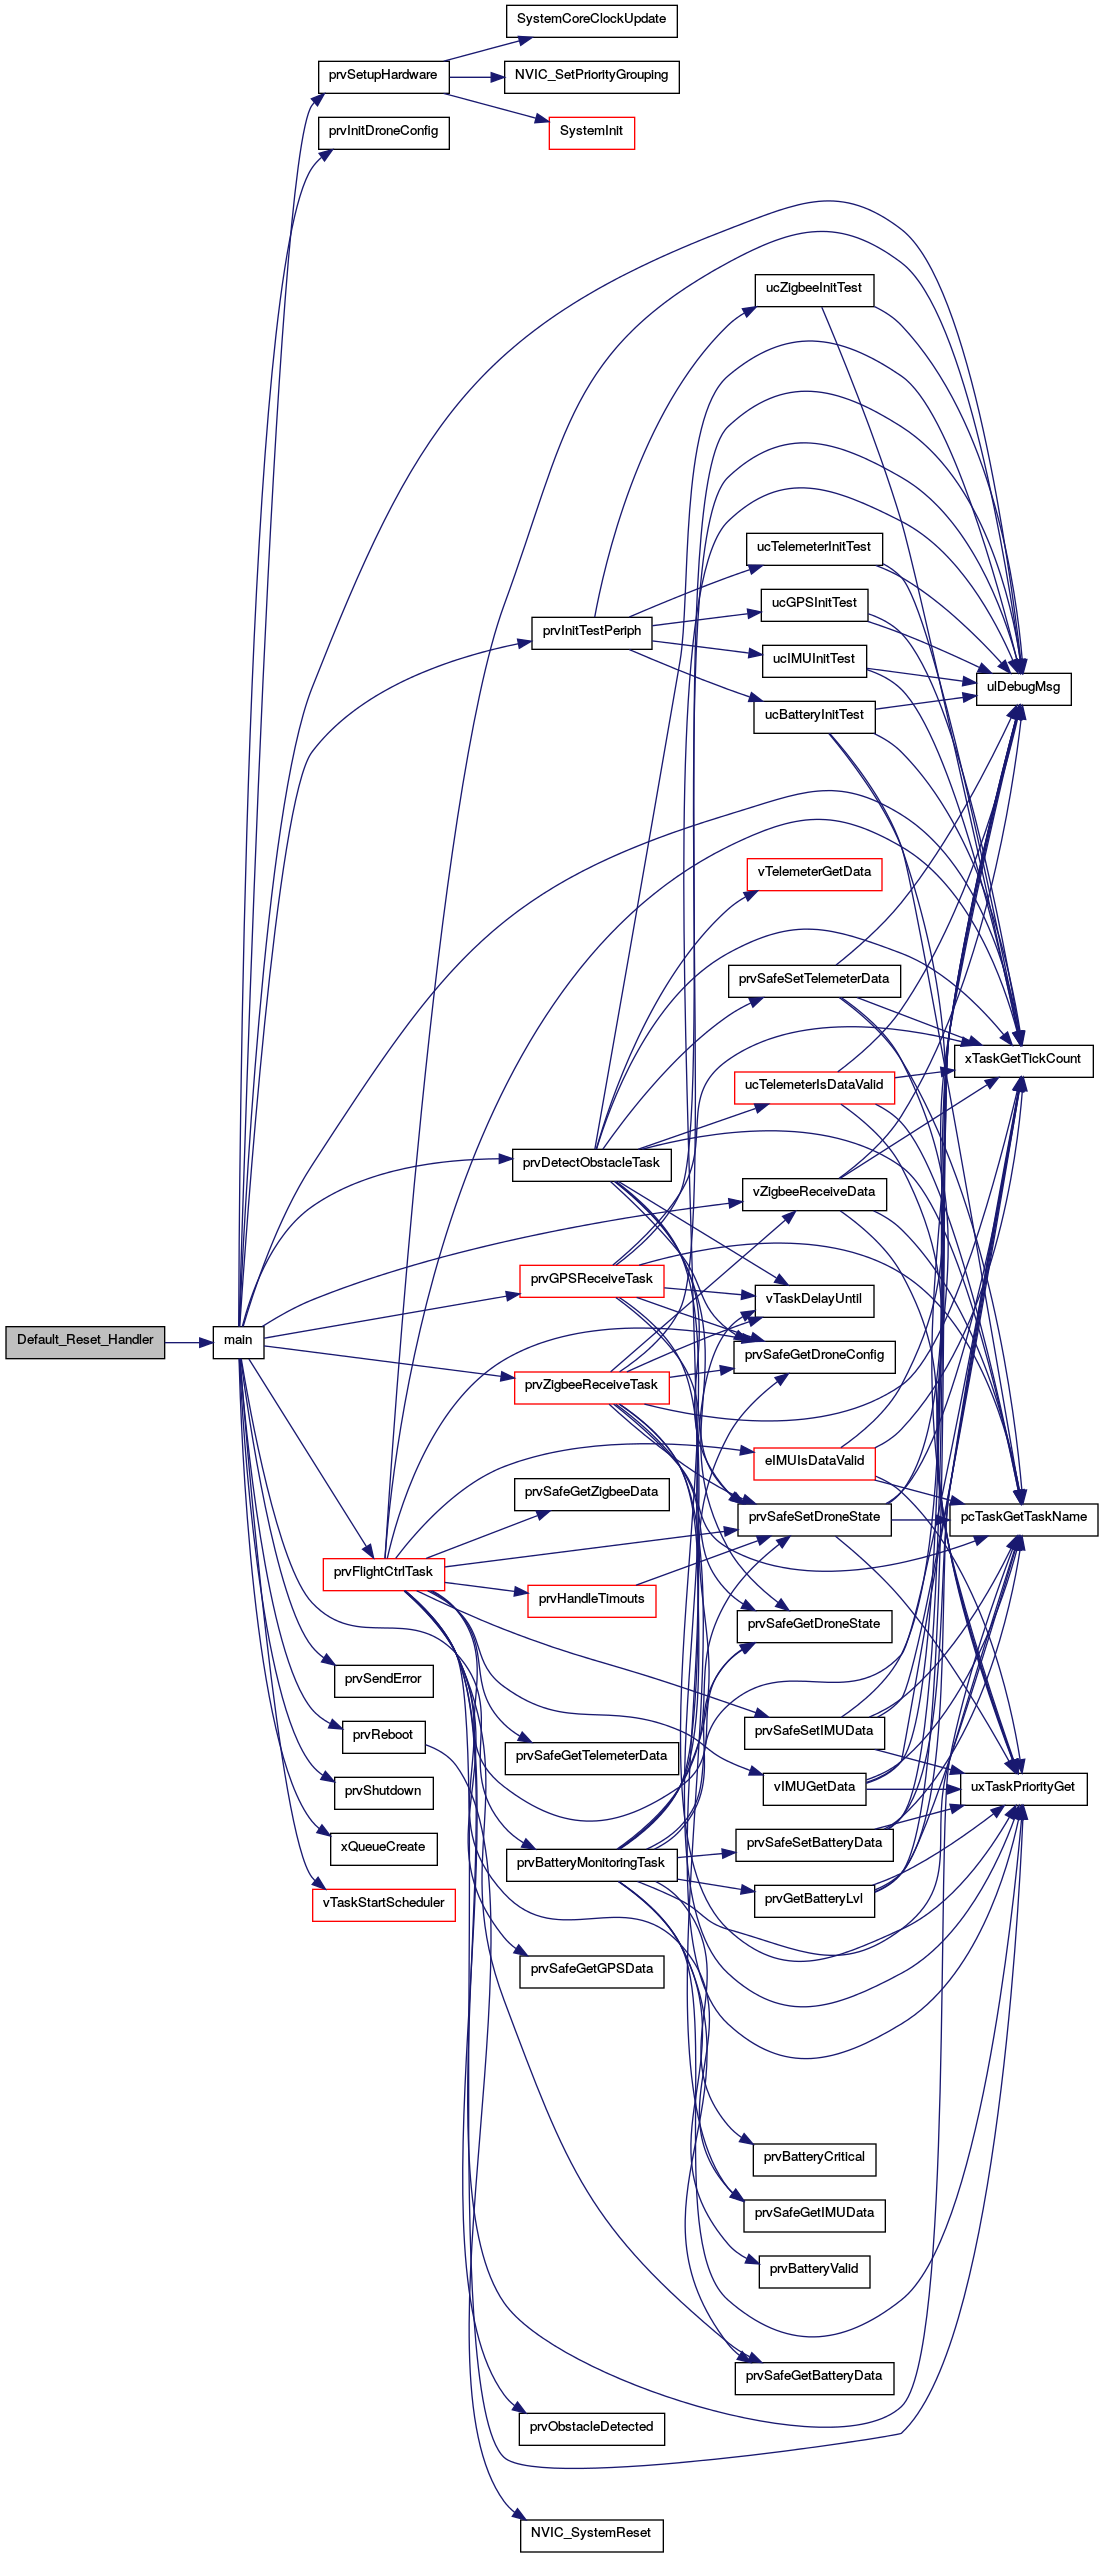 SystemCoreClockUpdate
prvSetupHardware
NVIC_SetPriorityGrouping
prvInitDroneConfig
SystemInit
ucZigbeeInitTest
ucTelemeterInitTest
ucGPSInitTest
prvInitTestPeriph
ucIMUInitTest
ulDebugMsg
ucBatteryInitTest
vTelemeterGetData
prvSafeSetTelemeterData
xTaskGetTickCount
ucTelemeterIsDataValid
prvDetectObstacleTask
vZigbeeReceiveData
prvGPSReceiveTask
vTaskDelayUntil
Default_Reset_Handler
main
prvSafeGetDroneConfig
prvZigbeeReceiveTask
eIMUIsDataValid
prvSafeGetZigbeeData
prvSafeSetDroneState
pcTaskGetTaskName
prvFlightCtrlTask
prvHandleTimouts
prvSafeGetDroneState
prvSendError
prvReboot
prvSafeSetIMUData
prvSafeGetTelemeterData
prvShutdown
vIMUGetData
uxTaskPriorityGet
xQueueCreate
prvSafeSetBatteryData
prvBatteryMonitoringTask
vTaskStartScheduler
prvGetBatteryLvl
prvSafeGetGPSData
prvBatteryCritical
prvSafeGetIMUData
prvBatteryValid
prvSafeGetBatteryData
prvObstacleDetected
NVIC_SystemReset